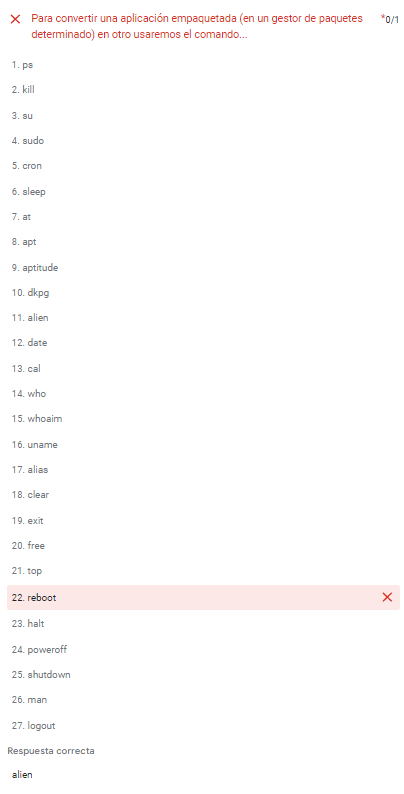 Para convertir una aplicación empaquetada (en un gestor de paquetes *0/1
determinado) en otro usaremos el comando...
1. ps
2. kill
3. su
4. sudo
5. cron
6. sleep
7. at
8. apt
9. aptitude
10. dkpg
11. alien
12. date
13. cal
14. who
15. whoaim
16. uname
17. alias
18. clear
19. exit
20. free
21. top
22. reboot
23. halt
24. poweroff
25. shutdown
26. man
27. logout
Respuesta correcta
alien